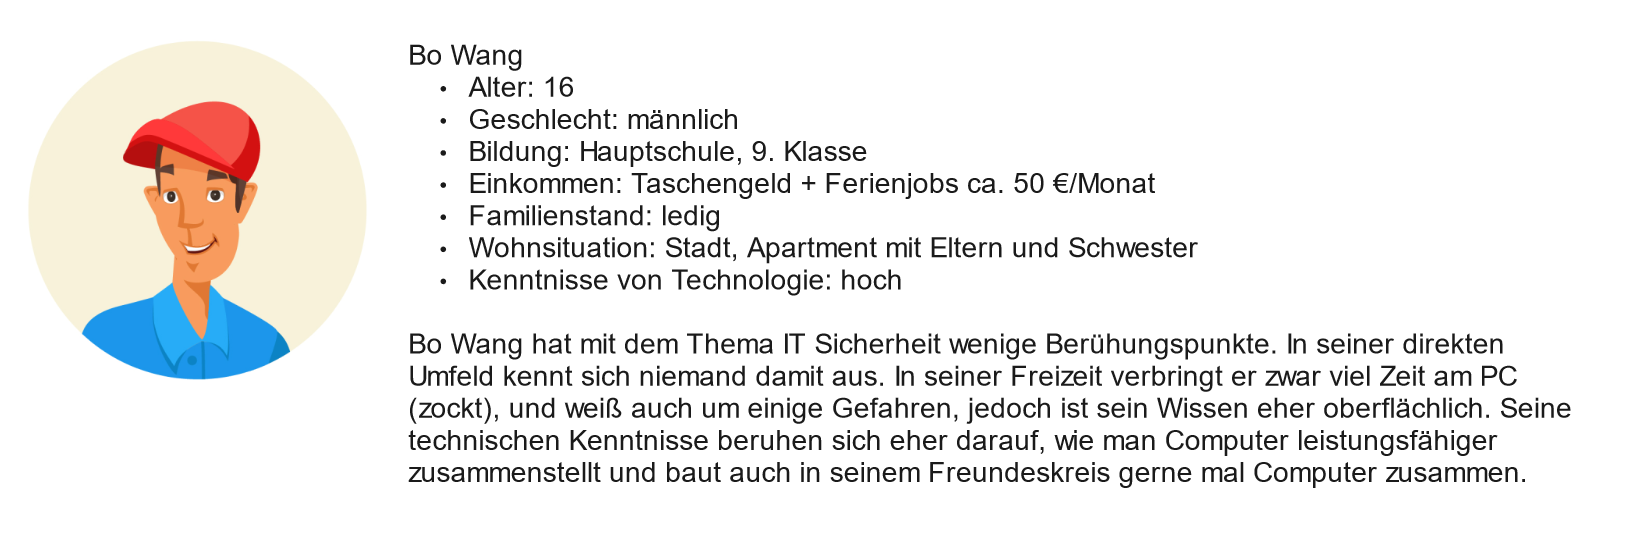 Bo Wang
• Alter: 16
• Geschlecht: männlich
• Bildung: Hauptschule, 9. Klasse
• Einkommen: Taschengeld + Ferienjobs ca. 50 €/Monat
• Familienstand: ledig
• Wohnsituation: Stadt, Apartment mit Eltern und Schwester
• Kenntnisse von Technologie: hoch
Bo Wang hat mit dem Thema IT Sicherheit wenige Berühungspunkte. In seiner direkten
Umfeld kennt sich niemand damit aus. In seiner Freizeit verbringt er zwar viel Zeit am PC
(zockt), und weiß auch um einige Gefahren, jedoch ist sein Wissen eher oberflächlich. Seine
technischen Kenntnisse beruhen sich eher darauf, wie man Computer leistungsfähiger
zusammenstellt und baut auch in seinem Freundeskreis gerne mal Computer zusammen.